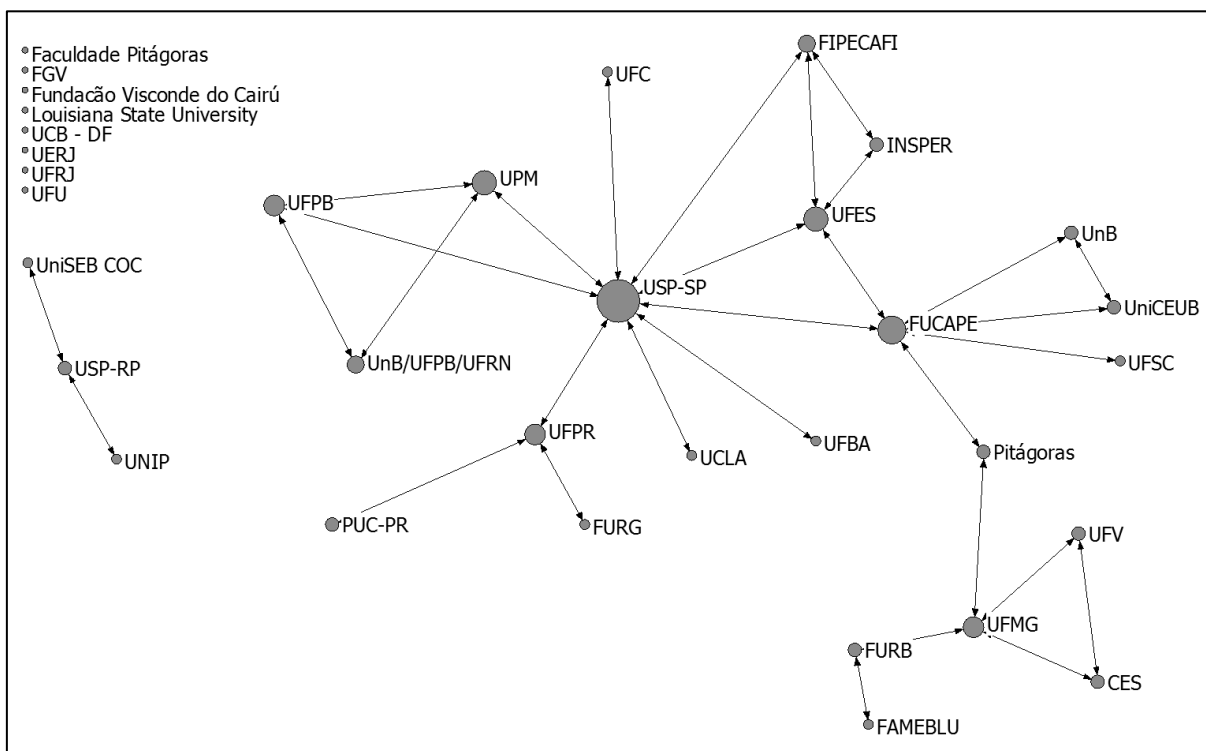 Faculdade Pitágoras
FGV
Fundacão Visconde do Cairú
Louisiana State University
UCB - DF
UERJ
UFRJ
UFU
FIPECAFI
UFC
INSPER
UPM
UFPB
UFES
UnB
UniSEB COC
USP-SP
UniCEUB
FUCAPE
UFSC
USP-RP
UnB/UFPB/UFRN
UFPR
UFBA
UCLA
Pitágoras
UNIP
PUC-PR
FURG
UFV
UFMG
FURB
CES
FAMEBLU